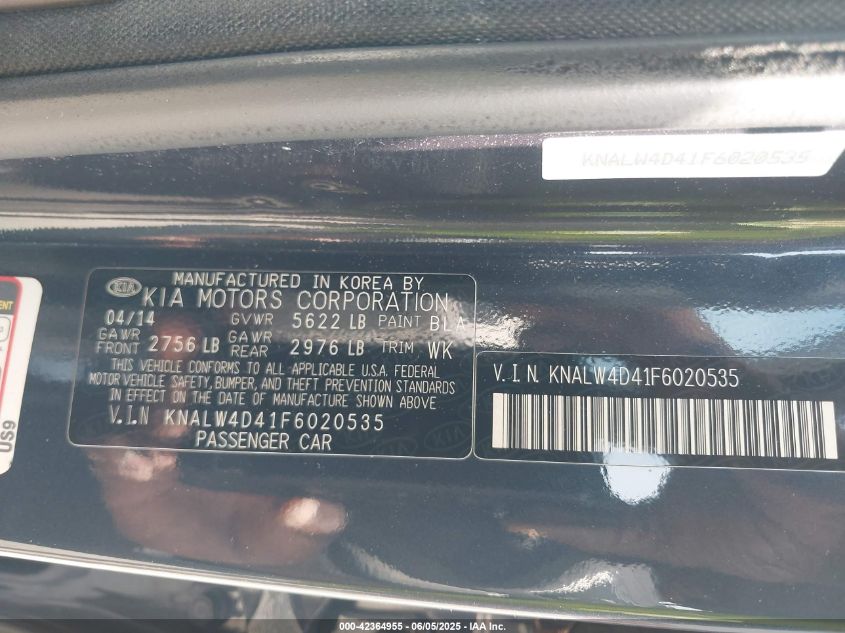 KNALW4D41F6020535
KIA
MANUFACTURED IN KOREA BY
KIA MOTORS CORPORATION
04/14 GVWR 5622 LB PAINT BLA
GAWR FRONT 2756 LB GAWR REAR 2976 LB TRIM WK
THIS VEHICLE CONFORMS TO ALL APPLICABLE U.S.A. FEDERAL
MOTOR VEHICLE SAFETY, BUMPER, AND THEFT PREVENTION STANDARDS
IN EFFECT ON THE DATE OF MANUFACTURE SHOWN ABOVE
V.I.N KNALW4D41F6020535
PASSENGER CAR
V.I.N. KNALW4D41F6020535
US9
000-42364955 - 06/05/2025 - IAA Inc.